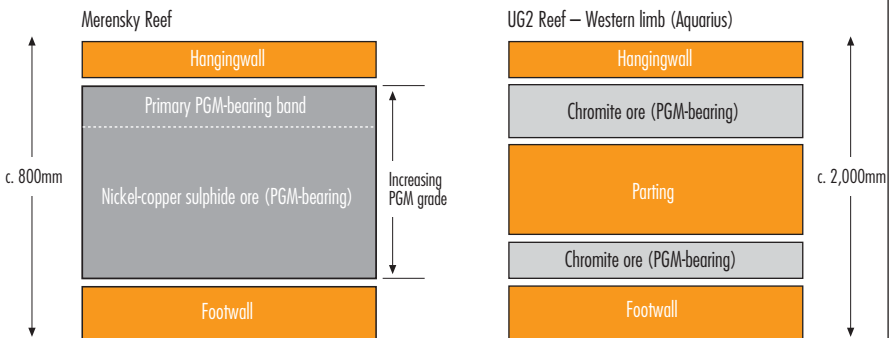 Merensky Reef
Hangingwall
Primary PGM-bearing band
Nickel-copper sulphide ore (PGM-bearing)
Footwall
c. 800mm
Increasing
PGM grade
UG2 Reef – Western limb (Aquarius)
Hangingwall
Chromite ore (PGM-bearing)
Parting
Chromite ore (PGM-bearing)
Footwall
c. 2,000mm